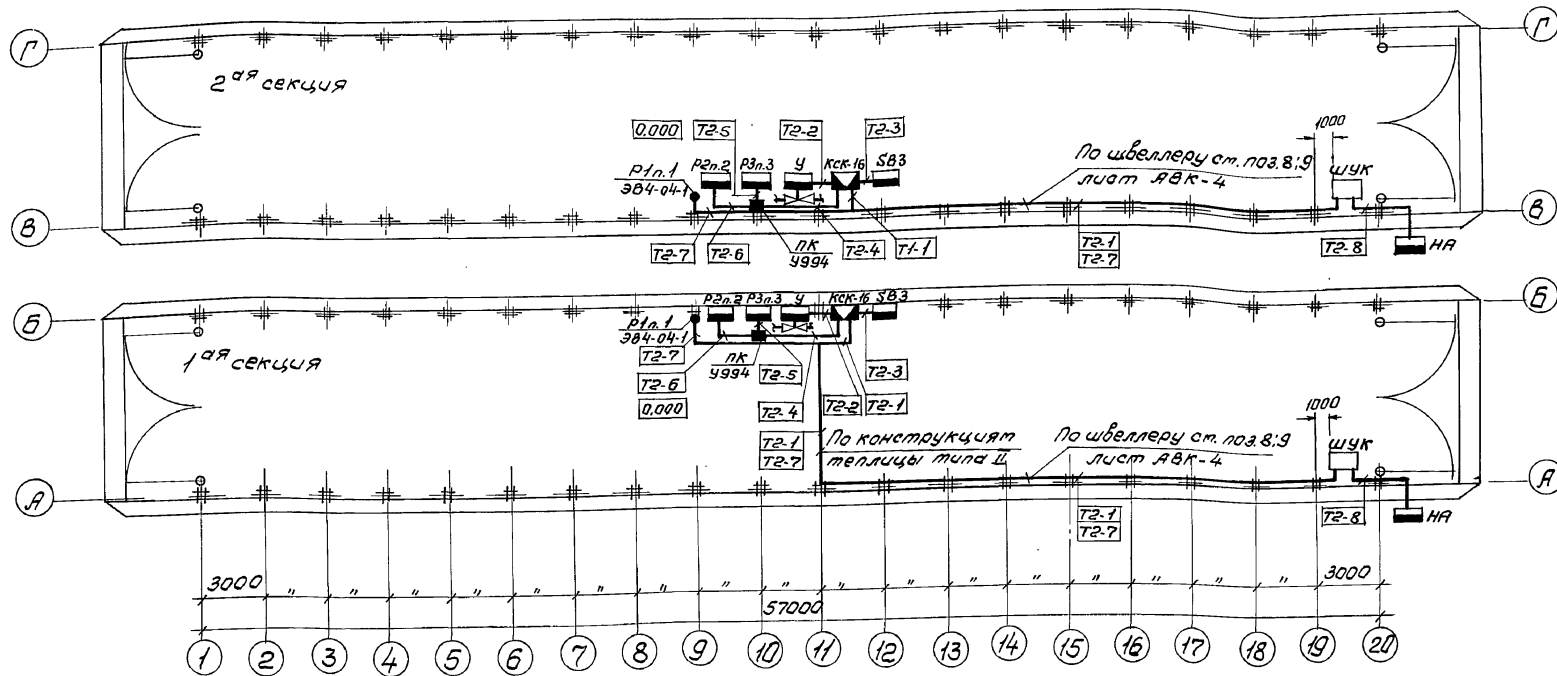 Г
Г
2ая секция
0.000
Т2-5
Т2-2
Т2-3
1000
Р1п.1
ЭВ4-04-1
Р2п.2
Р3п.3
У
КСК-16
SВ3
По швеллеру см. поз. 8;9
лист АВК-4
ШУК
В
В
Т2-7
Т2-6
ПК
У994
Т2-4
Т1-1
Т2-1
Т2-7
Т2-8
НА
Б
Б
Р2п.2
Р3п.3
У
КСК-16
SВ3
Р1п.1
ЭВ4-04-1
1ая секция
Т2-7
ПК
У994
Т2-5
Т2-3
Т2-6
0.000
Т2-4
Т2-2
Т2-1
1000
Т2-1
Т2-7
По конструкциям
теплицы типа II
По швеллеру см. поз. 8;9
лист АВК-4
ШУК
А
А
Т2-1
Т2-7
Т2-8
НА
3000 " " " " " " " " " " " " " " " " " 3000
57000
1 2 3 4 5 6 7 8 9 10 11 12 13 14 15 16 17 18 19 20